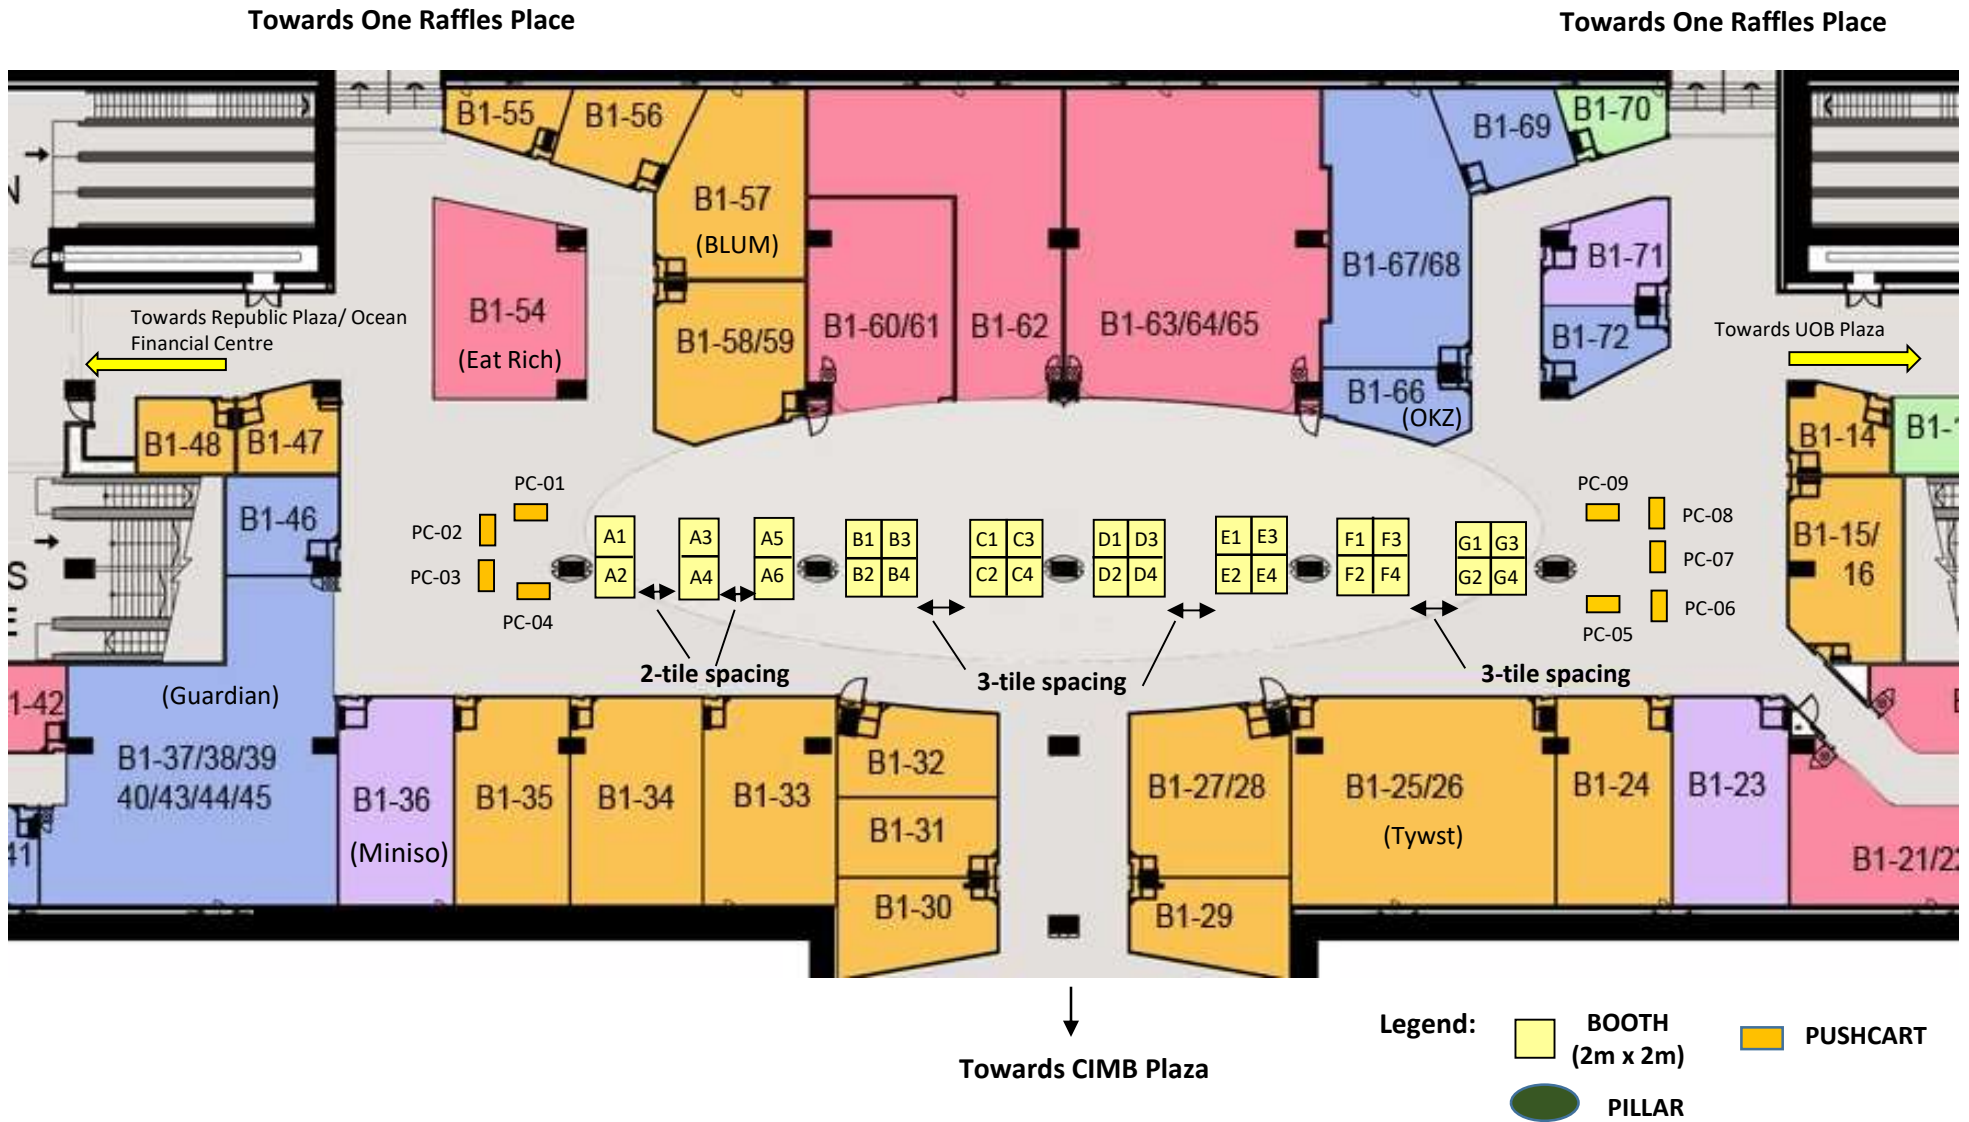 Towards One Raffles Place
Towards One Raffles Place
B1-55
B1-56
B1-69
B1-70
N
B1-57
(BLUM)
B1-67/68
B1-71
B1-54
(Eat Rich)
Towards Republic Plaza/ Ocean
Financial Centre
B1-58/59
B1-60/61
B1-62
B1-63/64/65
B1-72
Towards UOB Plaza
B1-66
(OKZ)
B1-48
B1-47
B1-14
B1-1
PC-01
PC-02
PC-03
PC-04
B1-46
S
E
A1
A2
A3
A4
A5
A6
B1 B3
B2 B4
C1 C3
C2 C4
D1 D3
D2 D4
E1 E3
E2 E4
F1 F3
F2 F4
G1 G3
G2 G4
PC-09
PC-08
PC-07
PC-06
PC-05
B1-15/
16
2-tile spacing
3-tile spacing
3-tile spacing
1-42
(Guardian)
B1-37/38/39
40/43/44/45
41
B1-36
(Miniso)
B1-35
B1-34
B1-33
B1-32
B1-31
B1-30
B1-27/28
B1-29
B1-25/26
(Tywst)
B1-24
B1-23
B1-21/22
Towards CIMB Plaza
Legend:
BOOTH
(2m x 2m)
PUSHCART
PILLAR